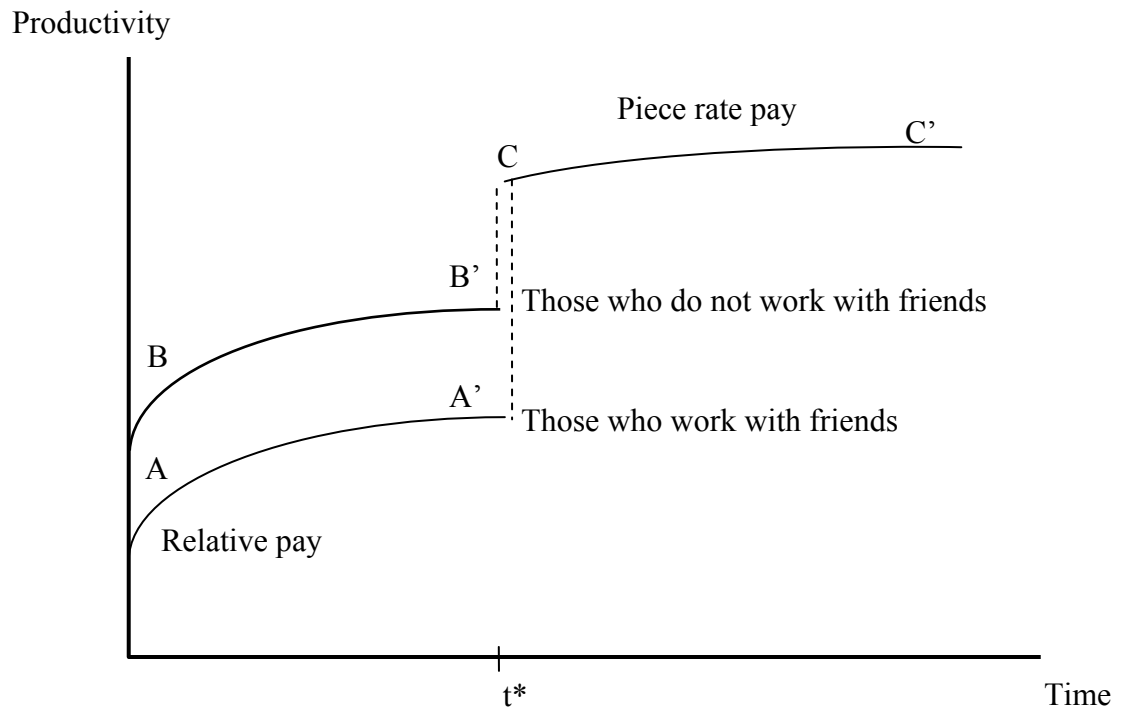 Productivity
Piece rate pay
C’
C
B’
Those who do not work with friends
B
A’
Those who work with friends
A
Relative pay
t*
Time